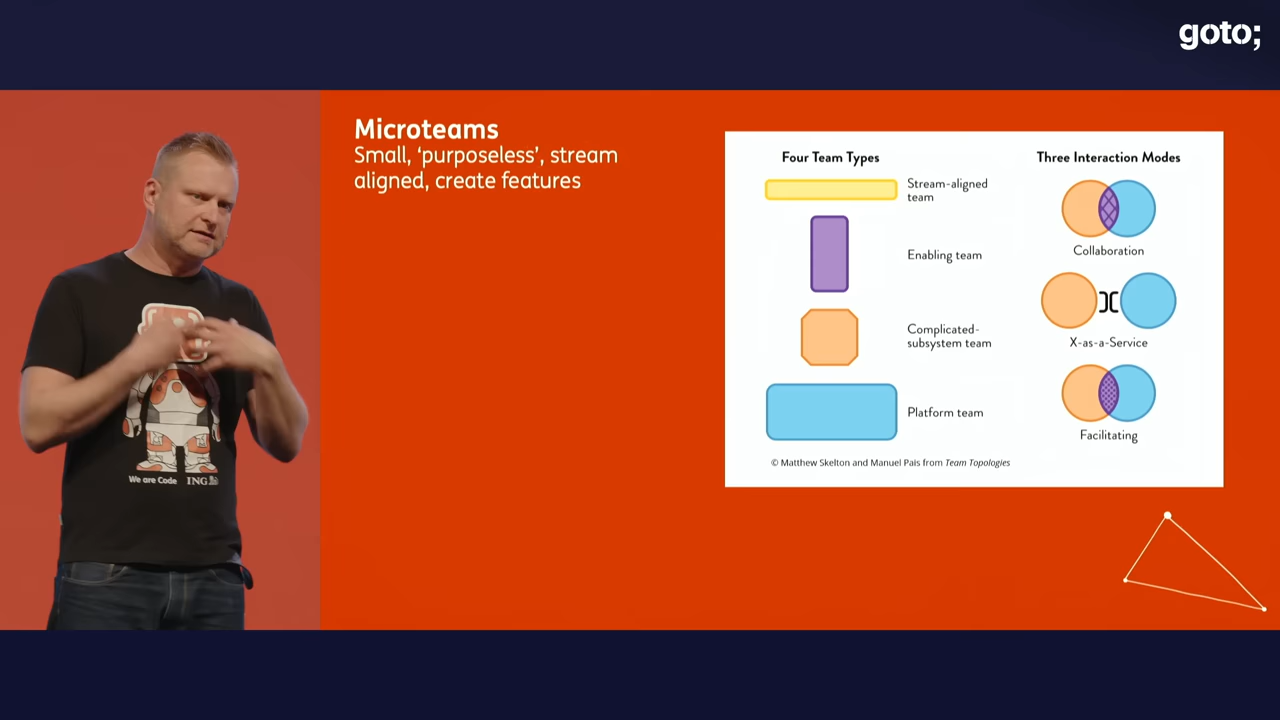 goto;
Microteams
Small, ‘purposeless’, stream
aligned, create features
Four Team Types
Stream-aligned
team
Enabling team
Complicated-
subsystem team
Platform team
Three Interaction Modes
Collaboration
X-as-a-Service
Facilitating
© Matthew Skelton and Manuel Pais from Team Topologies
We are Code ING